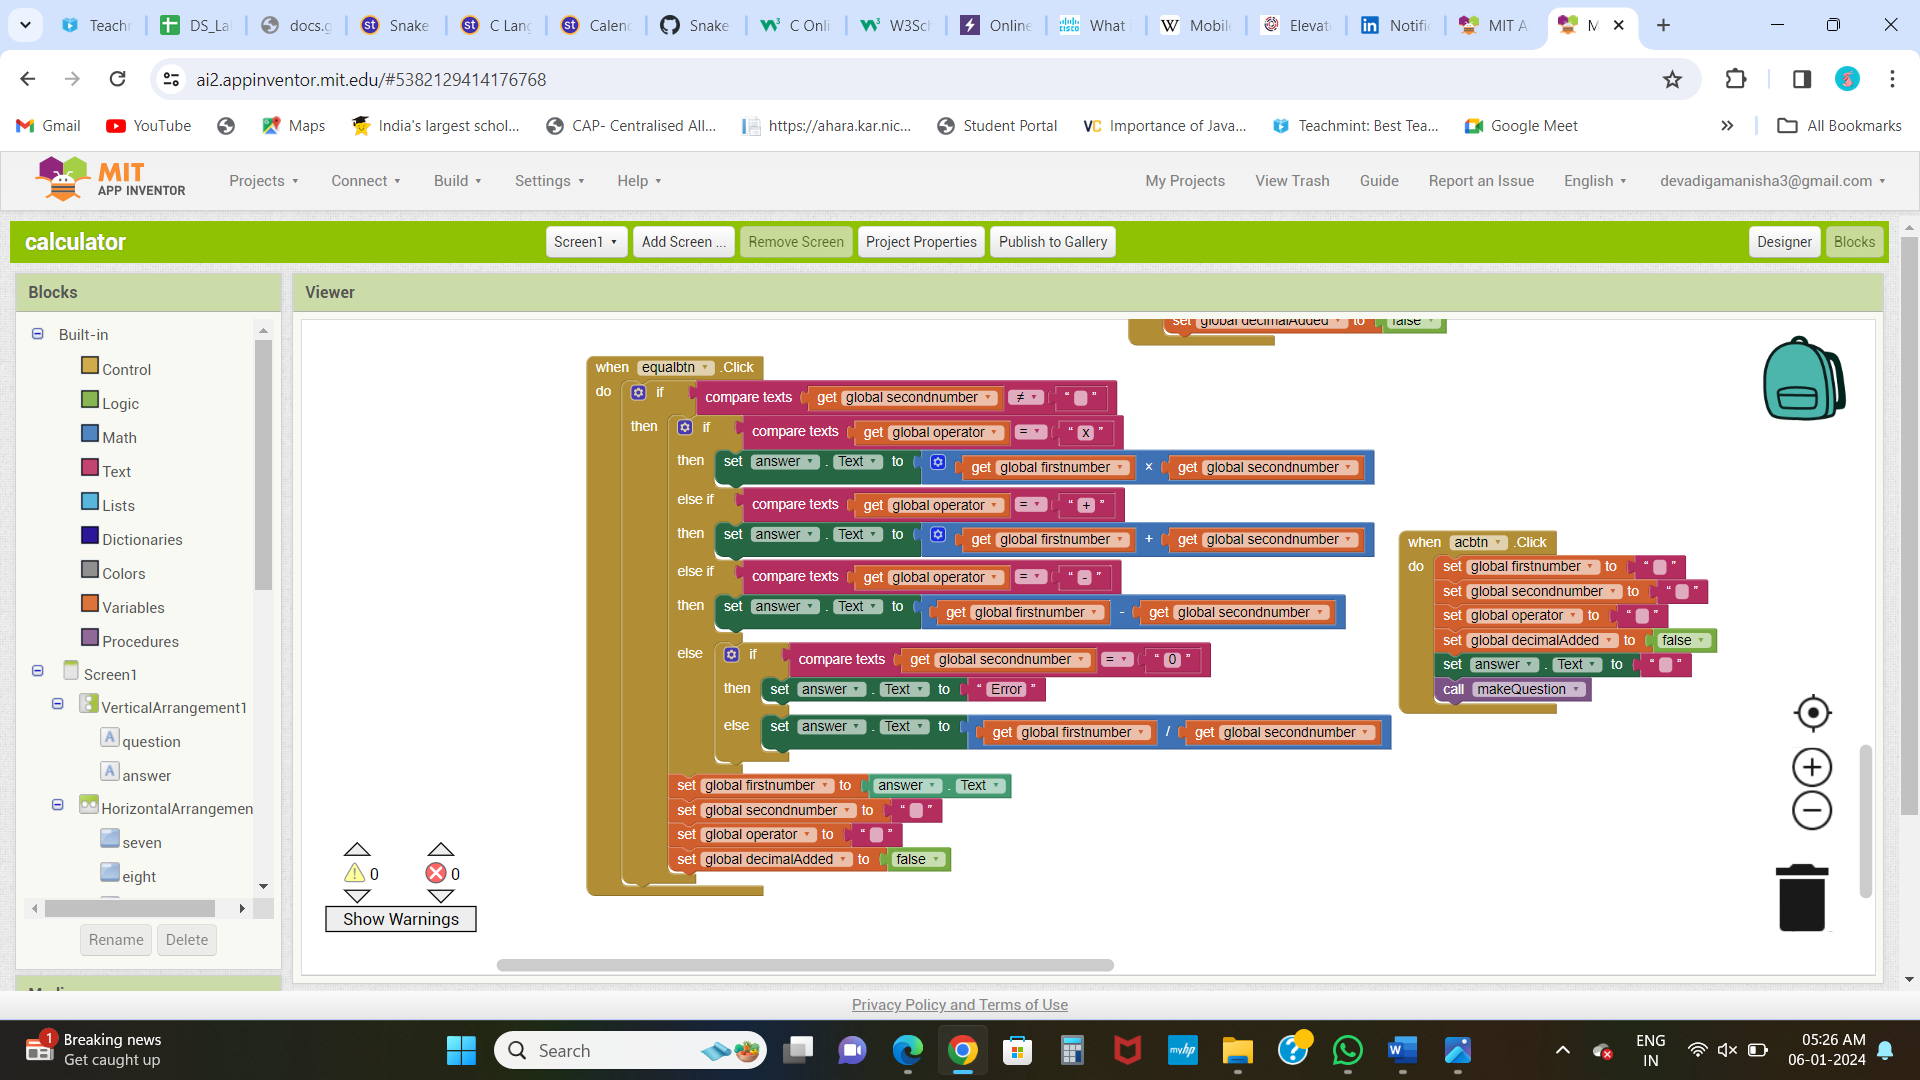 Teachr
DS_Lal
docs.g
Snake
C Lang
Calend
Snake-
C Onli
W3Sch
Online
What i
Mobile
Elevat
Notific
MIT A
M
ai2.appinventor.mit.edu/#5382129414176768
Gmail YouTube Maps India's largest schol... CAP- Centralised All... https://ahara.kar.nic... Student Portal Importance of Java... Teachmint: Best Tea... Google Meet » All Bookmarks
MIT
APP INVENTOR
Projects Connect Build Settings Help My Projects View Trash Guide Report an Issue English devadigamanisha3@gmail.com
calculator Screen1 Add Screen ... Remove Screen Project Properties Publish to Gallery Designer Blocks
Blocks
Built-in
Control
Logic
Math
Text
Lists
Dictionaries
Colors
Variables
Procedures
Screen1
VerticalArrangement1
question
answer
HorizontalArrangemen
seven
eight
Rename Delete
Viewer
set global decimalAdded to false
when equalbtn .Click
do if compare texts get global secondnumber ≠ “ ”
then if compare texts get global operator = “ x ”
then set answer . Text to get global firstnumber × get global secondnumber
else if compare texts get global operator = “ + ”
then set answer . Text to get global firstnumber + get global secondnumber
else if compare texts get global operator = “ - ”
then set answer . Text to get global firstnumber - get global secondnumber
else if compare texts get global secondnumber = “ 0 ”
then set answer . Text to “ Error ”
else set answer . Text to get global firstnumber / get global secondnumber
set global firstnumber to answer . Text
set global secondnumber to “ ”
set global operator to “ ”
set global decimalAdded to false
when acbtn .Click
do set global firstnumber to “ ”
set global secondnumber to “ ”
set global operator to “ ”
set global decimalAdded to false
set answer . Text to “ ”
call makeQuestion
0 0
Show Warnings
Privacy Policy and Terms of Use
1
Breaking news
Get caught up
Search
myhp
ENG
IN
05:26 AM
06-01-2024